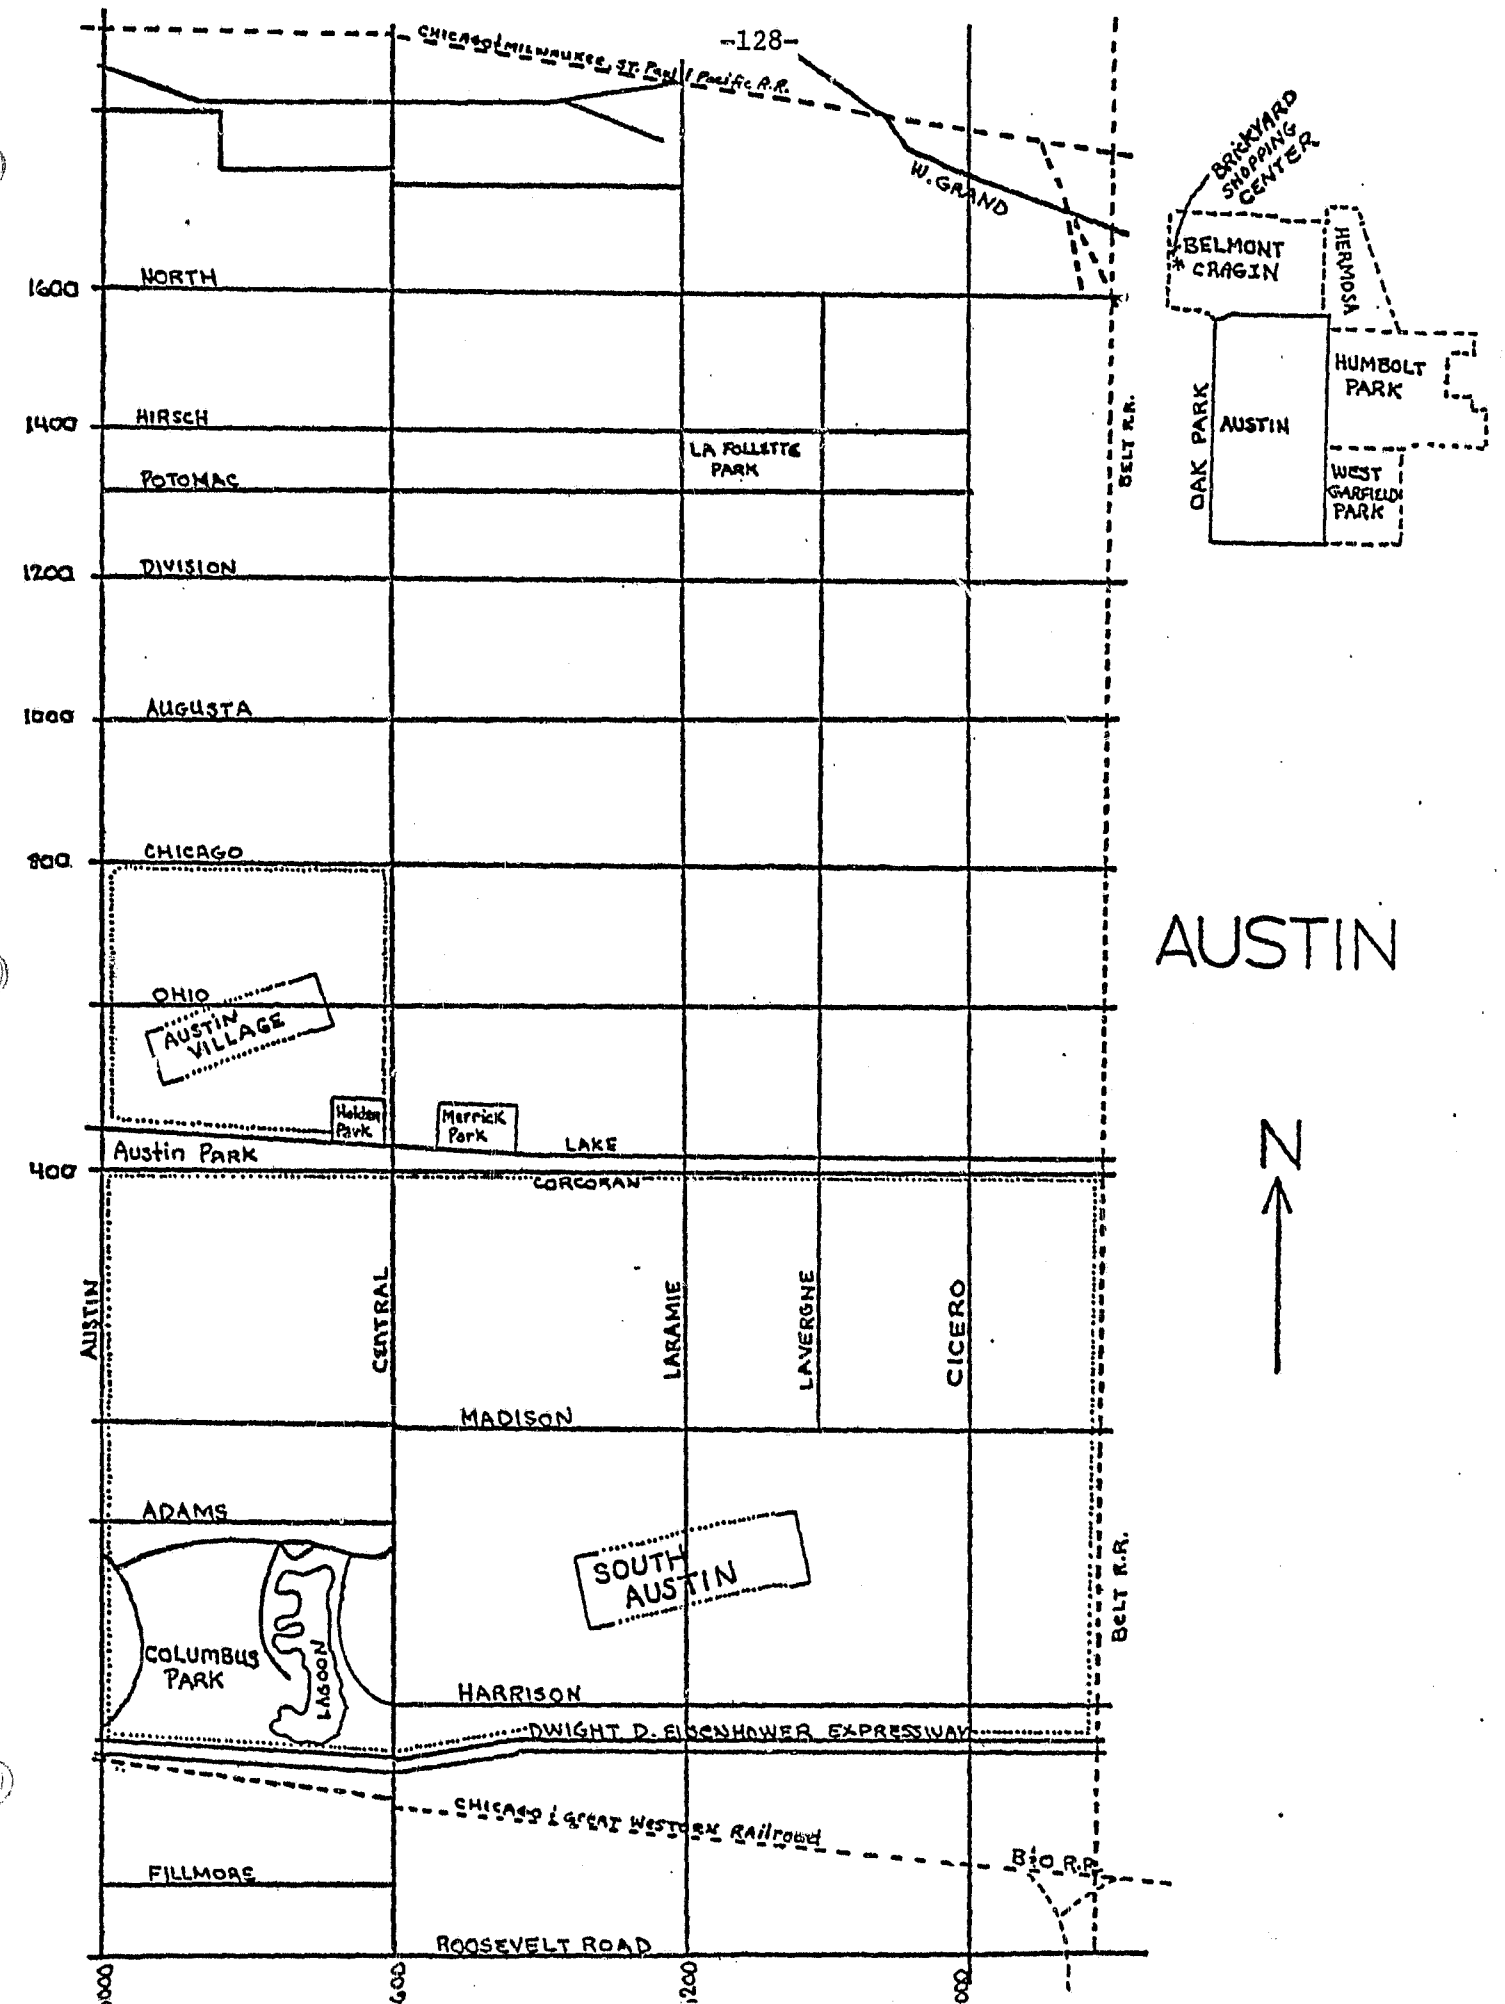 -128-
CHICAGO & MILWAUKEE, ST. Paul & Pacific R.R.
W. GRAND
BRICKYARD
SHOPPING
CENTER
BELMONT
* CRAGIN
HERMOSA
HUMBOLT
PARK
OAK PARK
AUSTIN
WEST
GARFIELD
PARK
1600
NORTH
1400
HIRSCH
LA FOLLETTE
PARK
BELT R.R.
POTOMAC
1200
DIVISION
1000
AUGUSTA
800
CHICAGO
AUSTIN
OHIO
AUSTIN
VILLAGE
Holden
Park
Merrick
Park
LAKE
N
Austin PARK
400
CORCORAN
AUSTIN
CENTRAL
LARAMIE
LAVERGNE
CICERO
MADISON
ADAMS
SOUTH
AUSTIN
BELT R.R.
COLUMBUS
PARK
LAGOON
HARRISON
DWIGHT D. EISENHOWER EXPRESSWAY
CHICAGO & GREAT WESTERN RAILROAD
B&O R.R.
FILLMORE
ROOSEVELT ROAD
000
600
200
800